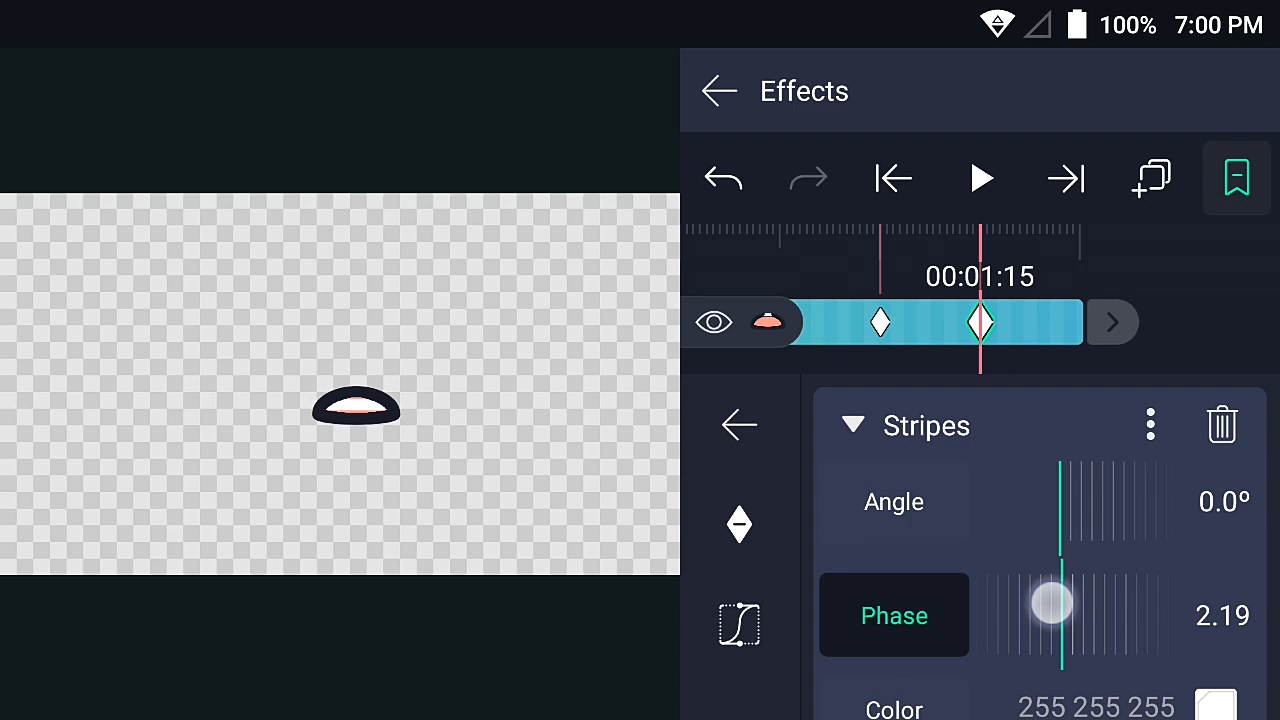 100% 7:00 PM
Effects
00:01:15
Stripes
Angle 0.0º
Phase 2.19
Color 255 255 255